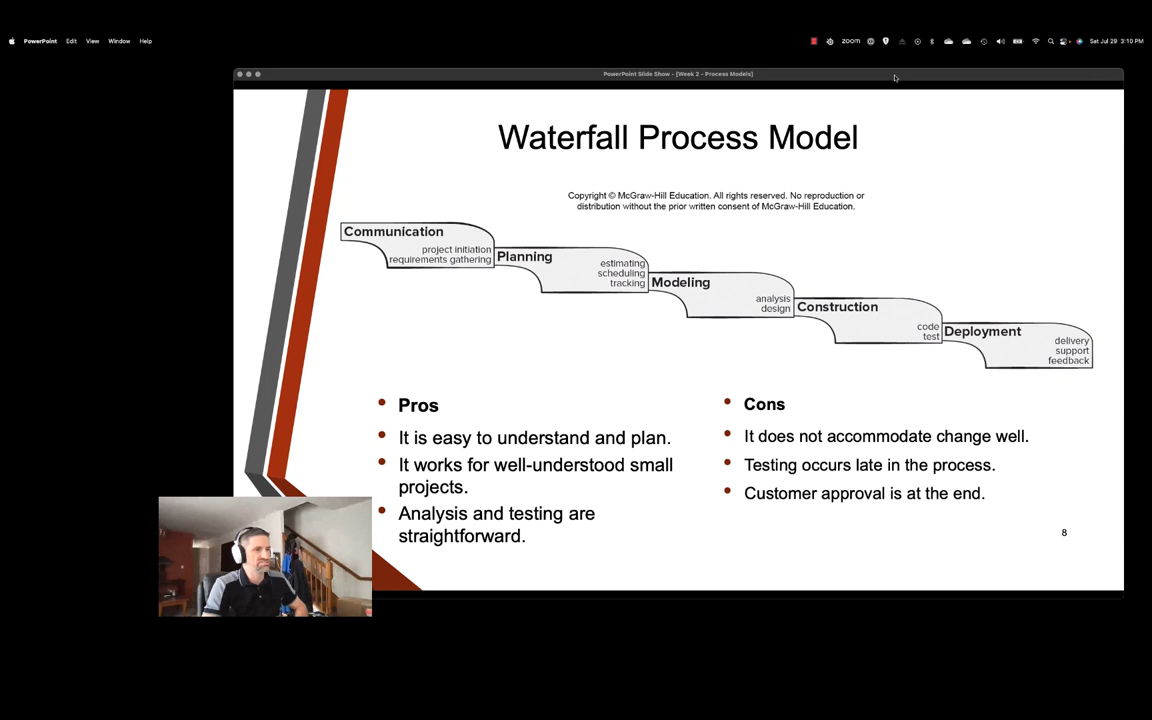 PowerPoint Edit View Window Help
zoom
Sat Jul 29 3:10 PM
PowerPoint Slide Show - [Week 2 - Process Models]
Waterfall Process Model
Copyright © McGraw-Hill Education. All rights reserved. No reproduction or
distribution without the prior written consent of McGraw-Hill Education.
Communication
project initiation
requirements gathering
Planning
estimating
scheduling
tracking
Modeling
analysis
design
Construction
code
test
Deployment
delivery
support
feedback
• Pros
• It is easy to understand and plan.
• It works for well-understood small
projects.
• Analysis and testing are
straightforward.
• Cons
• It does not accommodate change well.
• Testing occurs late in the process.
• Customer approval is at the end.
8